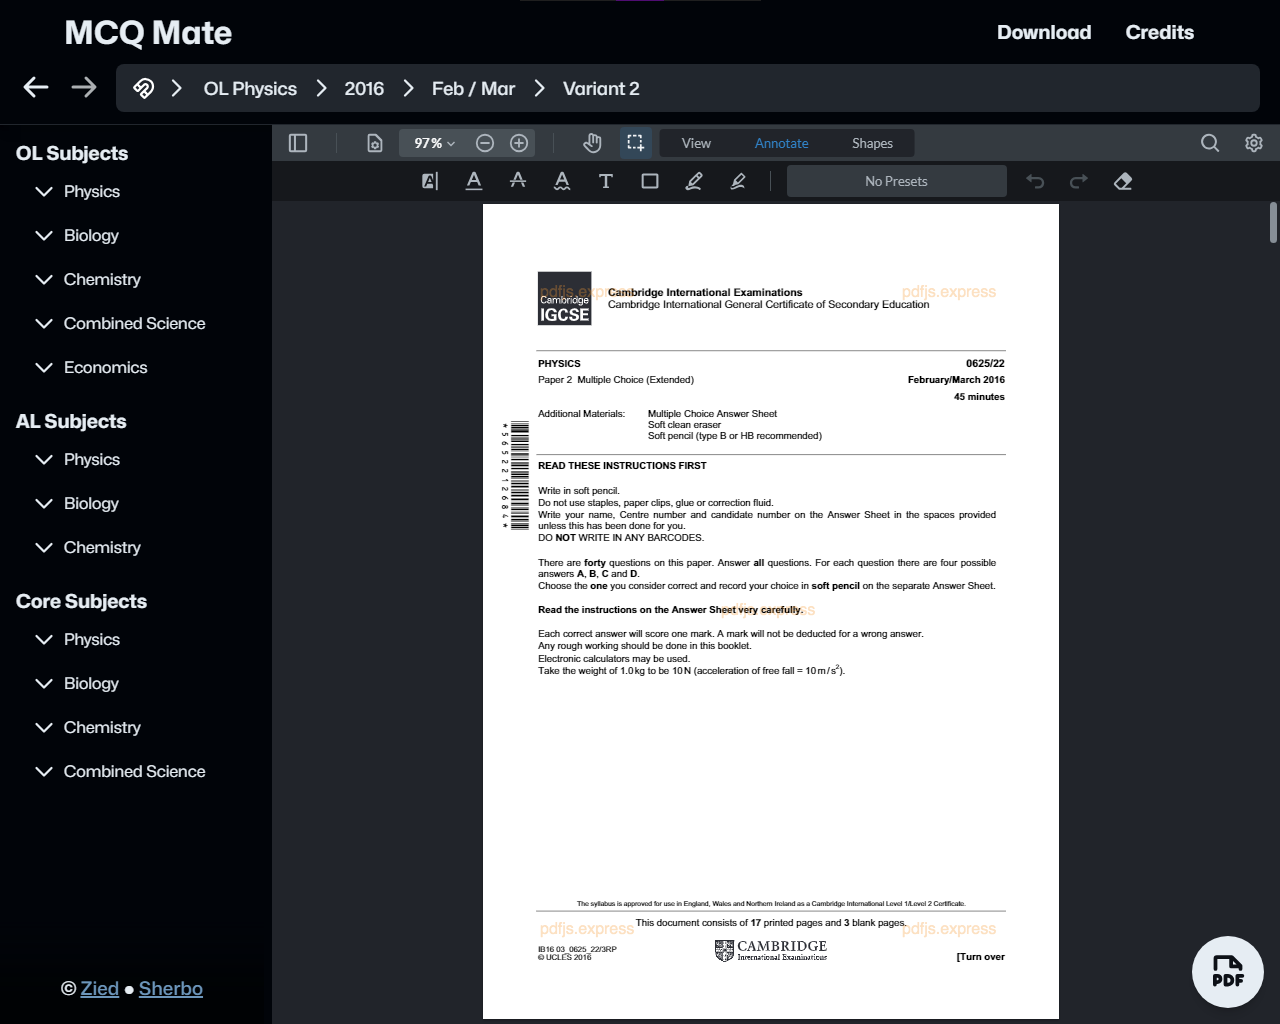 MCQ Mate
Download
Credits
OL Physics
2016
Feb / Mar
Variant 2
OL Subjects
Physics
Biology
Chemistry
Combined Science
Economics
AL Subjects
Physics
Biology
Chemistry
Core Subjects
Physics
Biology
Chemistry
Combined Science
© Zied ● Sherbo
97%
View
Annotate
Shapes
No Presets
pdfjs.express
pdfjs.express
Cambridge
IGCSE
Cambridge International Examinations
Cambridge International General Certificate of Secondary Education
PHYSICS
0625/22
Paper 2 Multiple Choice (Extended)
February/March 2016
45 minutes
Additional Materials:
Multiple Choice Answer Sheet
Soft clean eraser
Soft pencil (type B or HB recommended)
*5652212684*
READ THESE INSTRUCTIONS FIRST
Write in soft pencil.
Do not use staples, paper clips, glue or correction fluid.
Write your name, Centre number and candidate number on the Answer Sheet in the spaces provided
unless this has been done for you.
DO NOT WRITE IN ANY BARCODES.
There are forty questions on this paper. Answer all questions. For each question there are four possible
answers A, B, C and D.
Choose the one you consider correct and record your choice in soft pencil on the separate Answer Sheet.
Read the instructions on the Answer Sheet very carefully.
pdfjs.express
Each correct answer will score one mark. A mark will not be deducted for a wrong answer.
Any rough working should be done in this booklet.
Electronic calculators may be used.
Take the weight of 1.0 kg to be 10 N (acceleration of free fall = 10 m/s²).
The syllabus is approved for use in England, Wales and Northern Ireland as a Cambridge International Level 1/Level 2 Certificate.
This document consists of 17 printed pages and 3 blank pages.
pdfjs.express
pdfjs.express
IB16 03_0625_22/3RP
© UCLES 2016
CAMBRIDGE
International Examinations
[Turn over
PDF